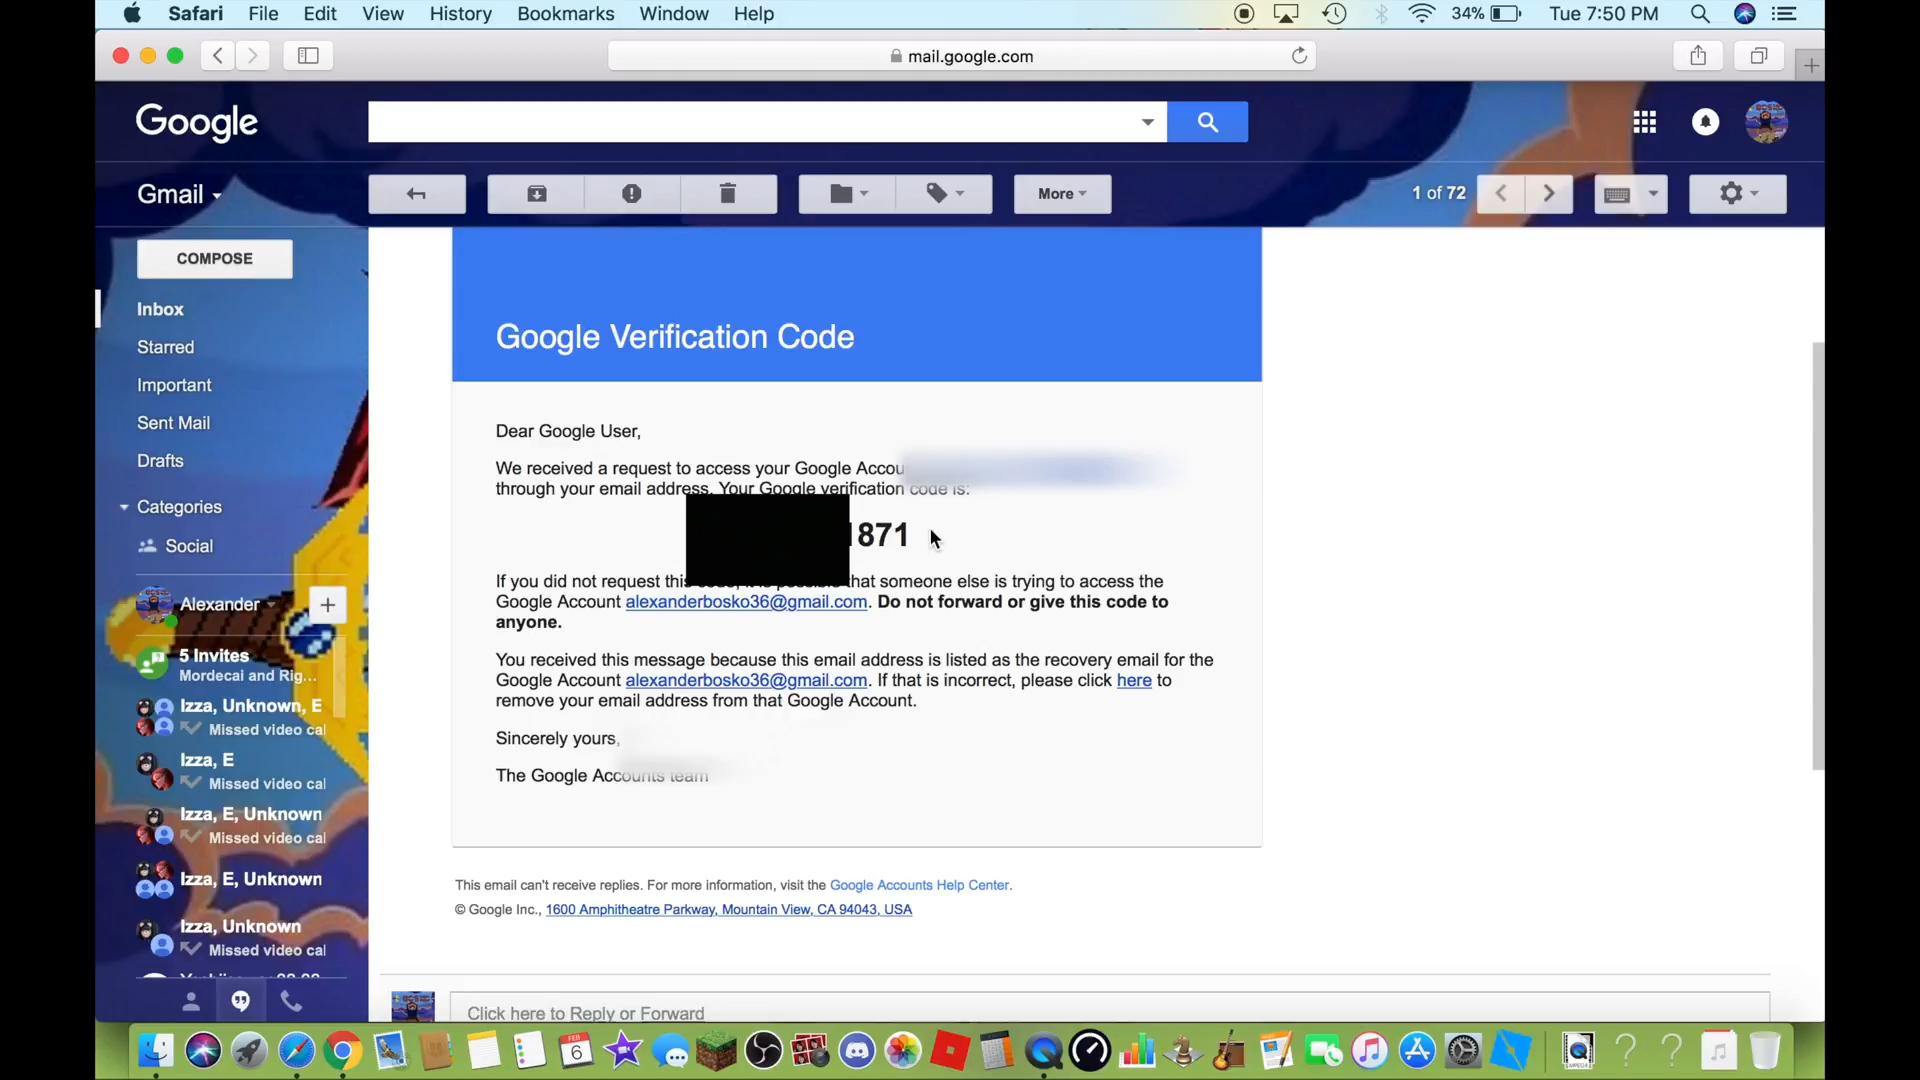 Safari File Edit View History Bookmarks Window Help 34% Tue 7:50 PM
mail.google.com
Google
Gmail More 1 of 72
COMPOSE
Inbox
Starred
Important
Sent Mail
Drafts
Categories
Social
Alexander
5 Invites
Mordecai and Rig...
Izza, Unknown, E
Missed video cal
Izza, E
Missed video cal
Izza, E, Unknown
Missed video cal
Izza, E, Unknown
Izza, Unknown
Missed video cal
Google Verification Code
Dear Google User,
We received a request to access your Google Accou
through your email address. Your Google verification code is:
1871
If you did not request this code, it is possible that someone else is trying to access the
Google Account alexanderbosko36@gmail.com. Do not forward or give this code to
anyone.
You received this message because this email address is listed as the recovery email for the
Google Account alexanderbosko36@gmail.com. If that is incorrect, please click here to
remove your email address from that Google Account.
Sincerely yours,
The Google Accounts team
This email can't receive replies. For more information, visit the Google Accounts Help Center.
© Google Inc., 1600 Amphitheatre Parkway, Mountain View, CA 94043, USA
Click here to Reply or Forward
FEB
6